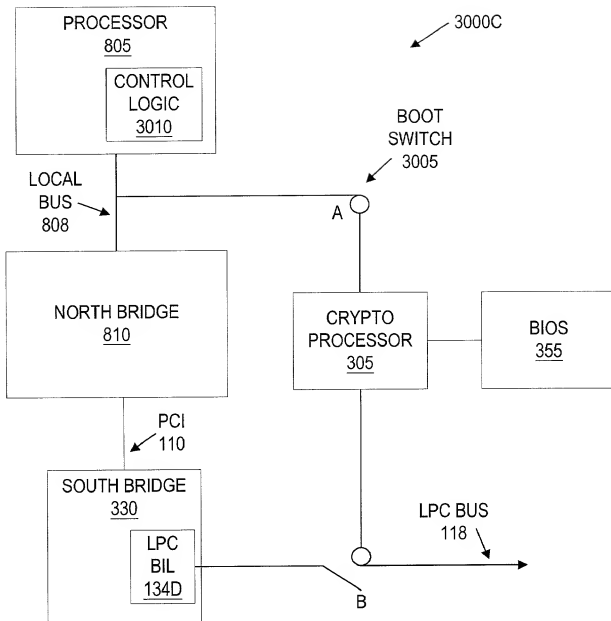 PROCESSOR
805
CONTROL
LOGIC
3010
3000C
BOOT
SWITCH
3005
LOCAL
BUS
808
A
NORTH BRIDGE
810
CRYPTO
PROCESSOR
305
BIOS
355
PCI
110
SOUTH BRIDGE
330
LPC
BIL
134D
LPC BUS
118
B